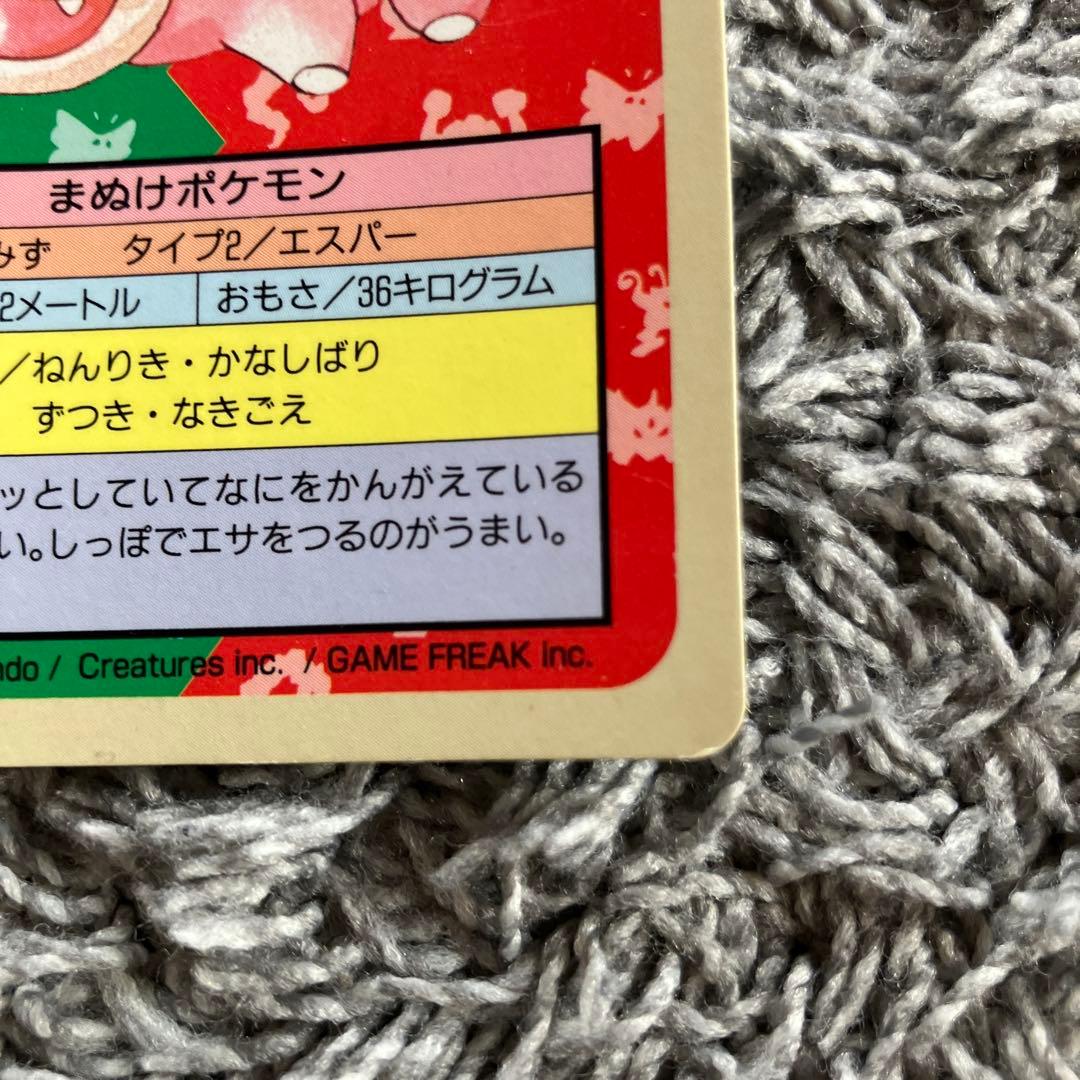 まぬけポケモン
みず タイプ2/エスパー
2メートル おもさ/36キログラム
/ねんりき・かなしばり
ずつき・なきごえ
ッとしていてなにをかんがえている
い。しっぽでエサをつるのがうまい。
ndo / Creatures inc. / GAME FREAK inc.